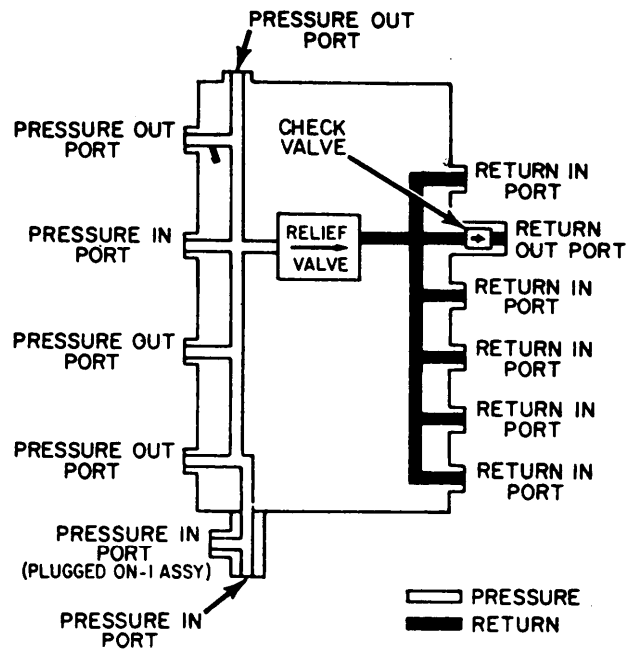 PRESSURE OUT
PORT
PRESSURE OUT
PORT
CHECK
VALVE
RETURN IN
PORT
PRESSURE IN
PORT
RELIEF
VALVE
RETURN
OUT PORT
RETURN IN
PORT
PRESSURE OUT
PORT
RETURN IN
PORT
RETURN IN
PORT
PRESSURE OUT
PORT
RETURN IN
PORT
PRESSURE IN
PORT
(PLUGGED ON-1 ASSY)
PRESSURE IN
PORT
PRESSURE
RETURN